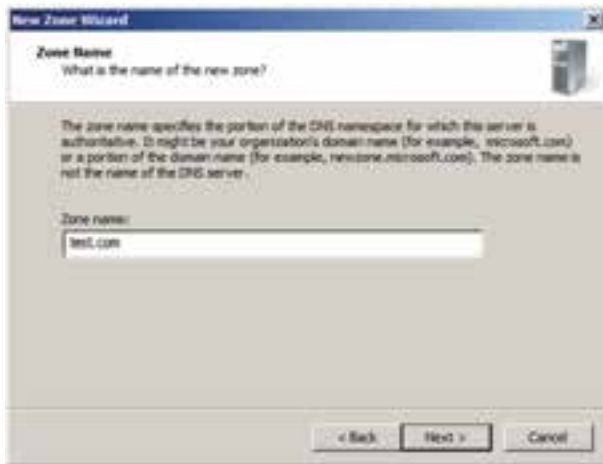 New Zone Wizard
Zone Name
What is the name of the new zone?
The zone name specifies the portion of the DNS namespace for which this server is
authoritative. It might be your organization's domain name (for example, microsoft.com)
or a portion of the domain name (for example, newzone.microsoft.com). The zone name is
not the name of the DNS server.
Zone name:
test.com
< Back
Next >
Cancel